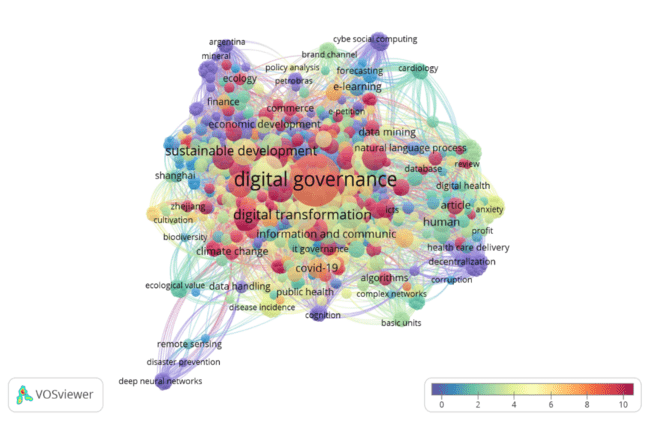 argentina
cybe social computing
mineral
brand channel
policy analysis
forecasting
cardiology
ecology
petrobras
e-learning
finance
commerce
e-petition
economic development
data mining
sustainable development
natural language process
shanghai
database
review
digital governance
digital health
zhejiang
article
anxiety
cultivation
digital transformation
icts
human
profit
biodiversity
information and communic
climate change
it governance
health care delivery
covid-19
decentralization
ecological value
data handling
public health
algorithms
corruption
complex networks
disease incidence
cognition
basic units
remote sensing
disaster prevention
deep neural networks
VOSviewer
0 2 4 6 8 10